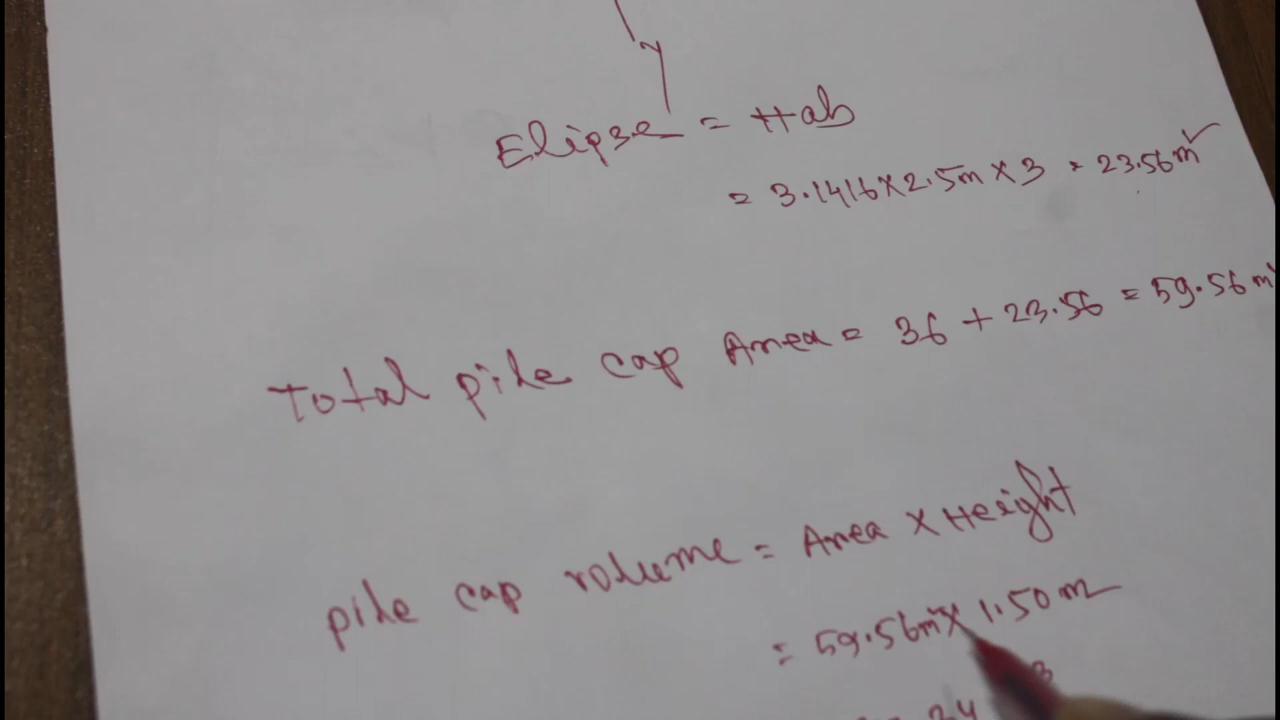 Elipse = πab
= 3.1416×2.5m×3 = 23.56m²
Total pile cap Area = 36 + 23.56 = 59.56m²
pile cap volume = Area × Height
= 59.56m² × 1.50m